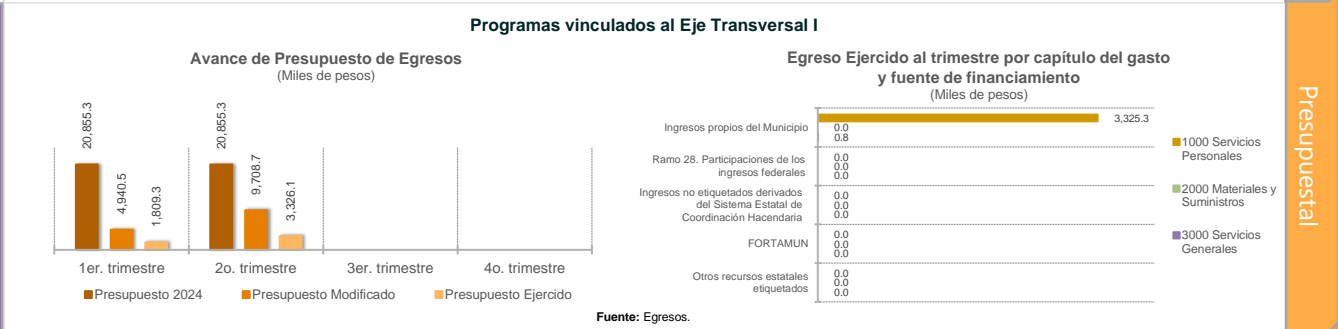 Programas vinculados al Eje Transversal I
Avance de Presupuesto de Egresos
(Miles de pesos)
20,855.3
4,940.5
1,809.3
20,855.3
9,708.7
3,326.1
1er. trimestre
2o. trimestre
3er. trimestre
4o. trimestre
Presupuesto 2024
Presupuesto Modificado
Presupuesto Ejercido
Egreso Ejercido al trimestre por capítulo del gasto
y fuente de financiamiento
(Miles de pesos)
Ingresos propios del Municipio
3,325.3
0.0
0.8
Ramo 28. Participaciones de los
ingresos federales
0.0
0.0
0.0
Ingresos no etiquetados derivados
del Sistema Estatal de
Coordinación Hacendaria
0.0
0.0
0.0
FORTAMUN
0.0
0.0
0.0
Otros recursos estatales
etiquetados
0.0
0.0
0.0
1000 Servicios
Personales
2000 Materiales y
Suministros
3000 Servicios
Generales
Fuente: Egresos.
Presupuestal